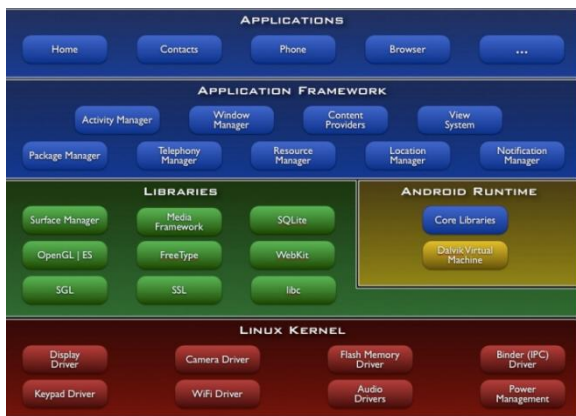 APPLICATIONS
Home
Contacts
Phone
Browser
...
APPLICATION FRAMEWORK
Activity Manager
Window
Manager
Content
Providers
View
System
Package Manager
Telephony
Manager
Resource
Manager
Location
Manager
Notification
Manager
LIBRARIES
Surface Manager
Media
Framework
SQLite
OpenGL | ES
FreeType
WebKit
SGL
SSL
libc
ANDROID RUNTIME
Core Libraries
Dalvik Virtual
Machine
LINUX KERNEL
Display
Driver
Camera Driver
Flash Memory
Driver
Binder (IPC)
Driver
Keypad Driver
WiFi Driver
Audio
Drivers
Power
Management